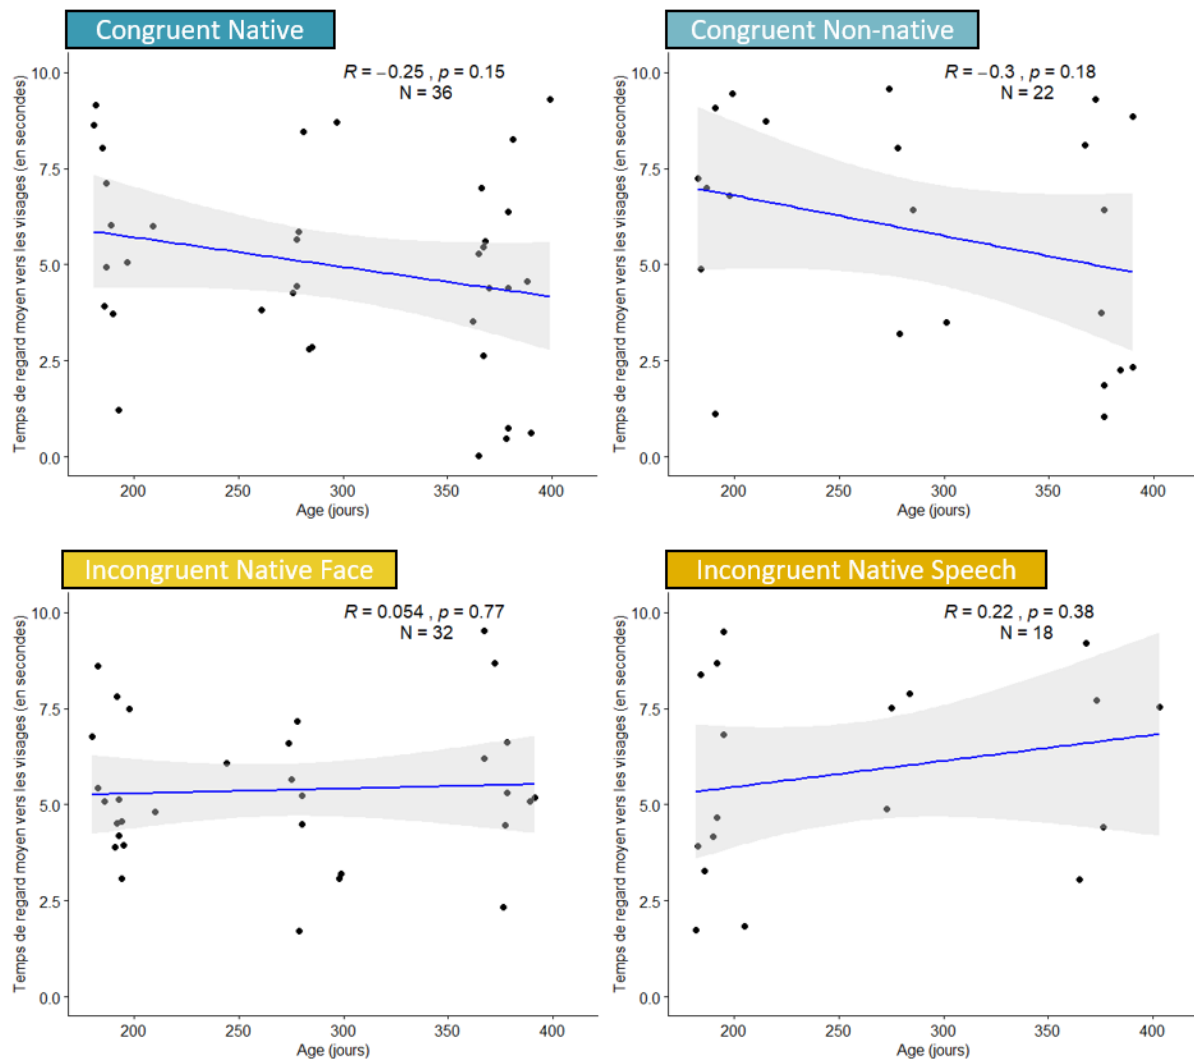 Congruent Native
R = −0.25 , p = 0.15
N = 36
10.0
7.5
5.0
2.5
0.0
Temps de regard moyen vers les visages (en secondes)
200 250 300 350 400
Age (jours)
Congruent Non-native
R = −0.3 , p = 0.18
N = 22
10.0
7.5
5.0
2.5
0.0
Temps de regard moyen vers les visages (en secondes)
200 250 300 350 400
Age (jours)
Incongruent Native Face
R = 0.054 , p = 0.77
N = 32
10.0
7.5
5.0
2.5
0.0
Temps de regard moyen vers les visages (en secondes)
200 250 300 350 400
Age (jours)
Incongruent Native Speech
R = 0.22 , p = 0.38
N = 18
10.0
7.5
5.0
2.5
0.0
Temps de regard moyen vers les visages (en secondes)
200 250 300 350 400
Age (jours)